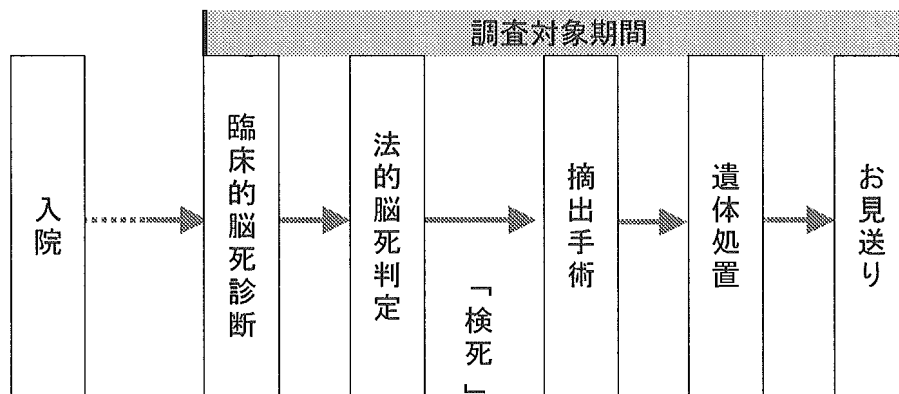 調査対象期間
入院
臨床的脳死診断
法的脳死判定
「検死」
摘出手術
遺体処置
お見送り